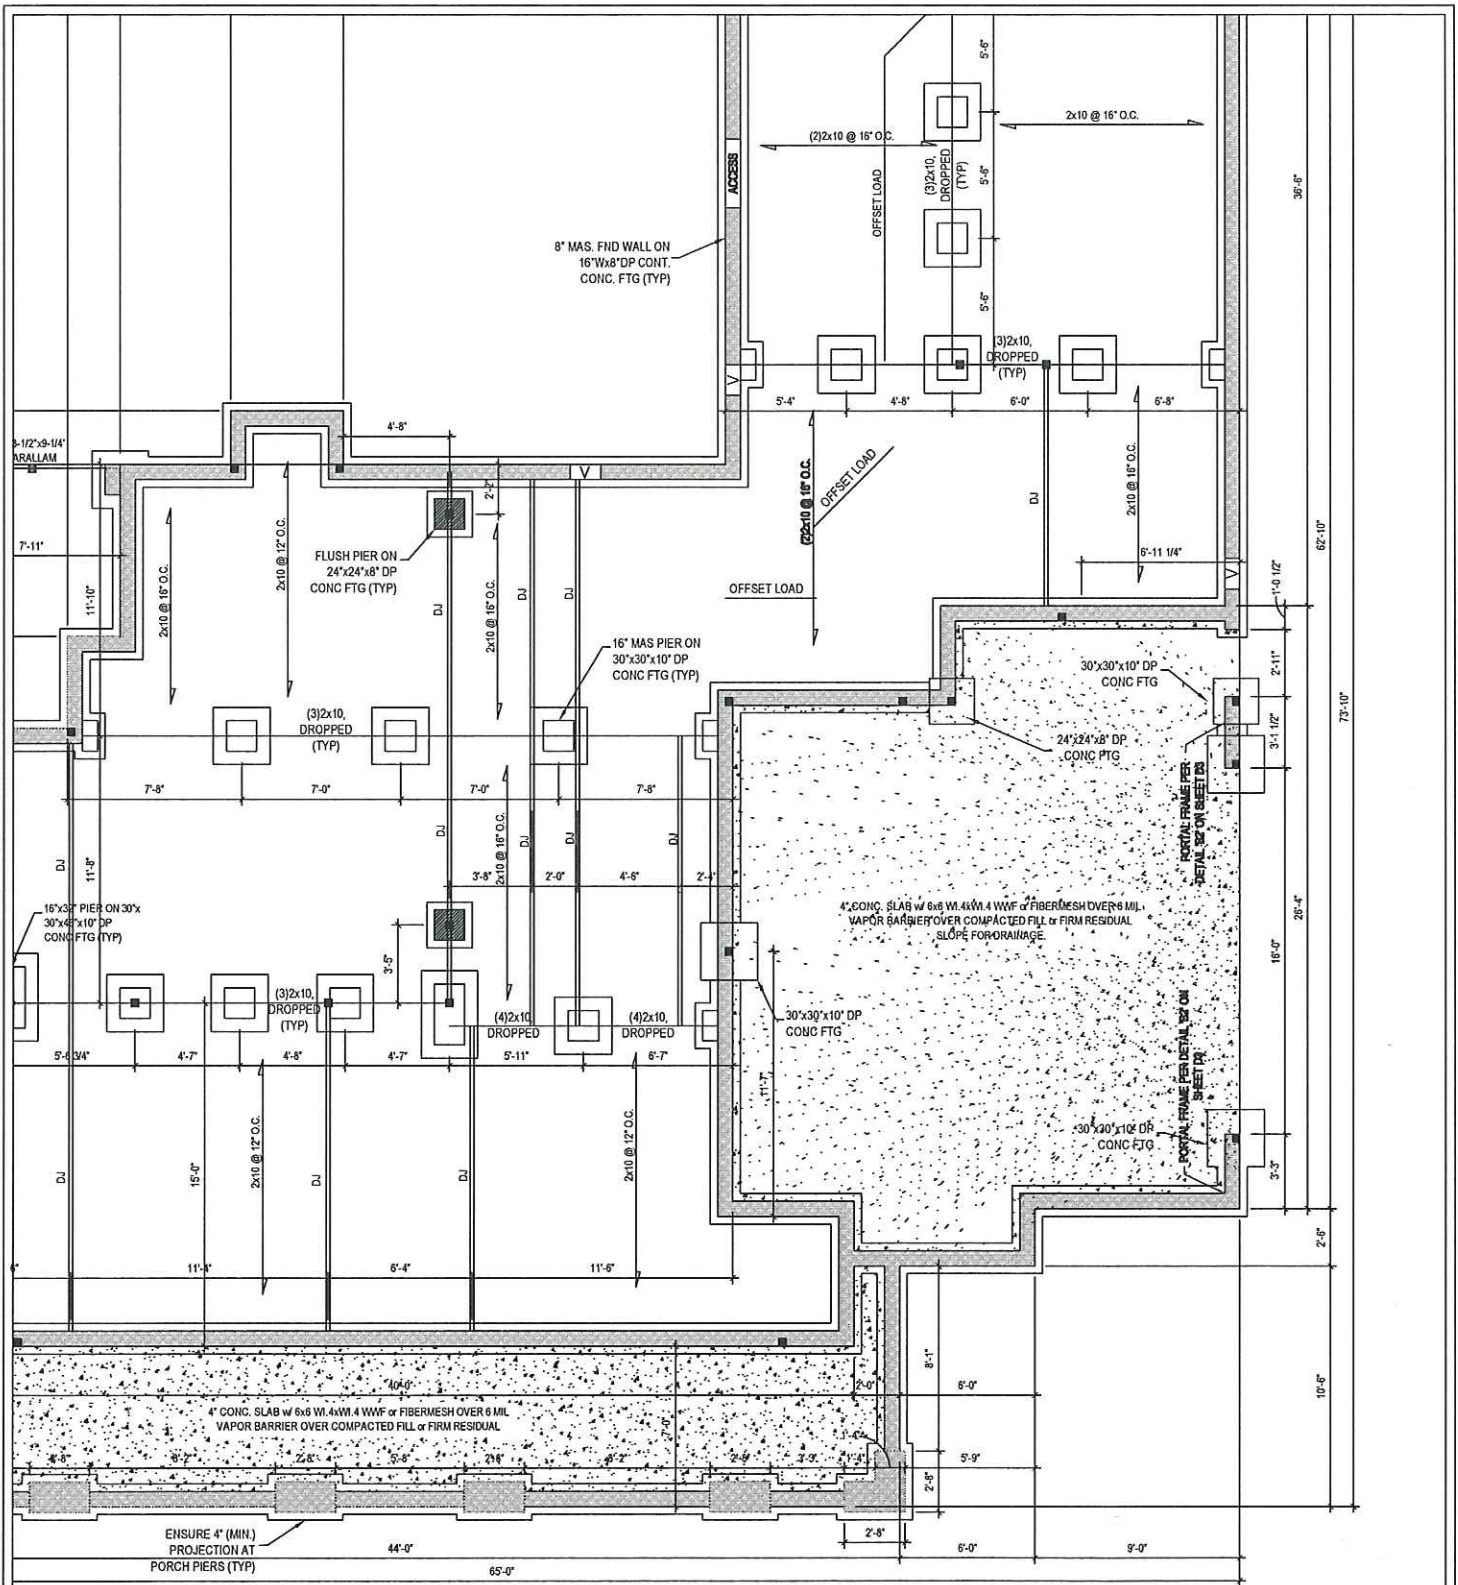 5'-6"
(2)2x10 @ 16" O.C.
2x10 @ 16" O.C.
ACCESS
OFFSET LOAD
(3)2x10,
DROPPED
(TYP)
5'-6"
36'-6"
8" MAS. FND WALL ON
16"Wx8"DP CONT.
CONC. FTG (TYP)
5'-6"
(3)2x10,
DROPPED
(TYP)
V
5'-4"
4'-8"
6'-0"
6'-8"
4'-8"
3-1/2"x9-1/4"
ARALLAM
V
2'-2"
(2)2x10 @ 16" O.C.
OFFSET LOAD
DJ
2x10 @ 16" O.C.
62'-10"
7'-11"
2x10 @ 12" O.C.
FLUSH PIER ON
24"x24"x8" DP
CONC FTG (TYP)
6'-11 1/4"
V
1'-0 1/2"
11'-10"
2x10 @ 16" O.C.
DJ
2x10 @ 16" O.C.
DJ
DJ
OFFSET LOAD
16" MAS PIER ON
30"x30"x10" DP
CONC FTG (TYP)
30"x30"x10" DP
CONC FTG
2'-11"
73'-10"
(3)2x10,
DROPPED
(TYP)
24"x24"x8" DP
CONC FTG
3'-1 1/2"
7'-8"
7'-0"
7'-0"
7'-8"
PORTAL FRAME PER
DETAIL 'B2' ON SHEET D3
DJ
11'-8"
DJ
2x10 @ 16" O.C.
DJ
DJ
DJ
3'-8"
2'-0"
4'-6"
2'-4"
16"x32" PIER ON 30"x
CONC FTG (TYP)
4" CONC. SLAB w/ 6x6 W1.4xW1.4 WWF or FIBERMESH OVER 6 MIL
VAPOR BARRIER OVER COMPACTED FILL or FIRM RESIDUAL
SLOPE FOR DRAINAGE.
26'-4"
16'-0"
3'-5"
(3)2x10,
DROPPED
(TYP)
(4)2x10,
DROPPED
(4)2x10,
DROPPED
30"x30"x10" DP
CONC FTG
5'-6 3/4"
4'-7"
4'-8"
4'-7"
5'-11"
6'-7"
11'-7"
PORTAL FRAME PER DETAIL 'B2' ON
SHEET D3
30"x30"x10" DP
CONC FTG
DJ
15'-0"
2x10 @ 12" O.C.
DJ
DJ
2x10 @ 12" O.C.
3'-3"
2'-6"
11'-4"
6'-4"
11'-6"
8'-1"
40'-0"
2'-0"
6'-0"
10'-6"
4" CONC. SLAB w/ 6x6 W1.4xW1.4 WWF or FIBERMESH OVER 6 MIL
VAPOR BARRIER OVER COMPACTED FILL or FIRM RESIDUAL
7'-0"
1'-4"
2'-8"
5'-8"
1'-4"
5'-9"
2'-8"
ENSURE 4" (MIN.)
PROJECTION AT
PORCH PIERS (TYP)
2'-8"
44'-0"
6'-0"
9'-0"
65'-0"